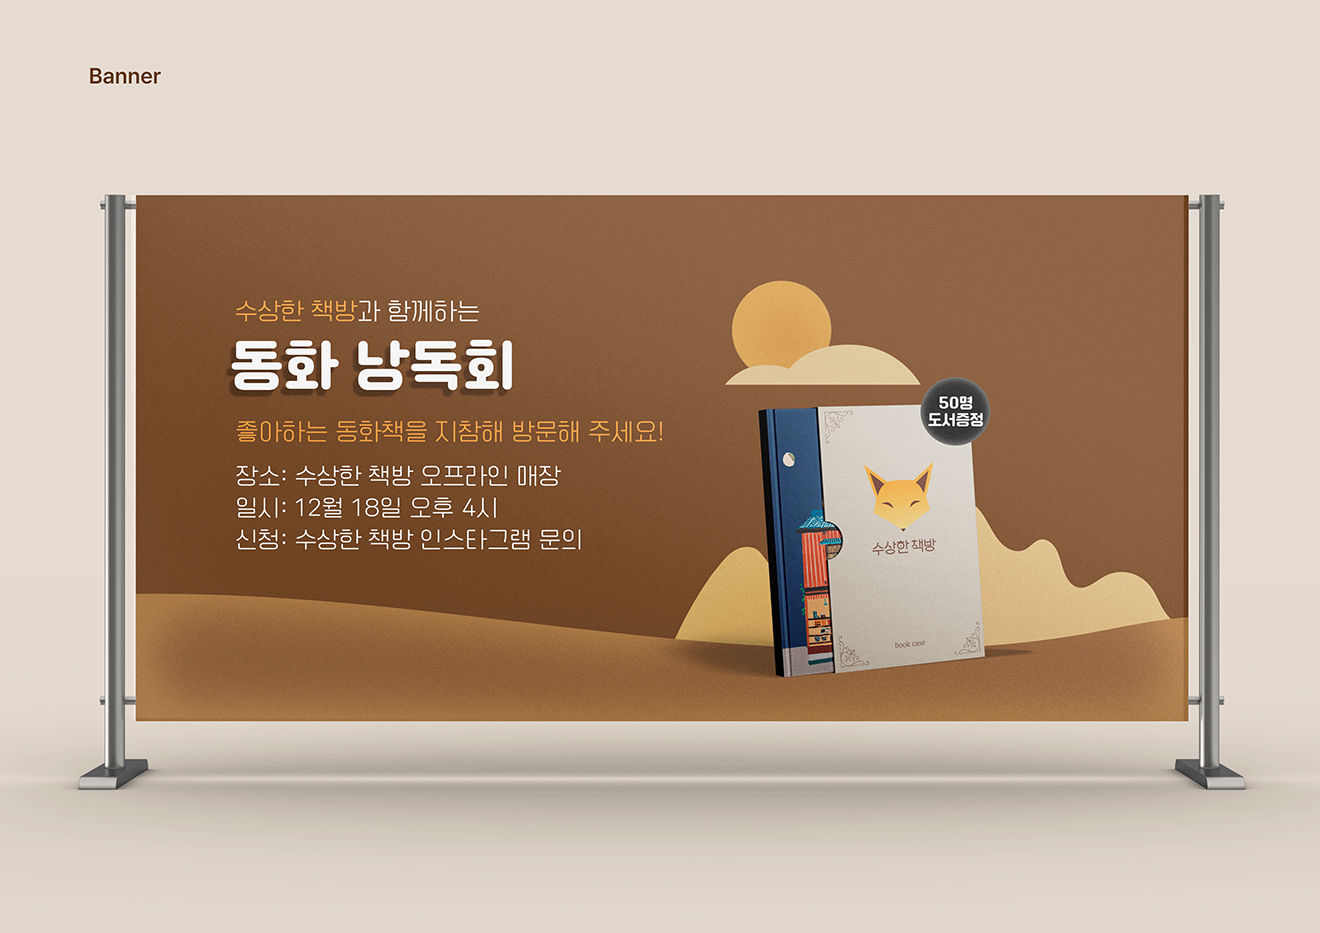 Banner
수상한 책방과 함께하는
동화 낭독회
좋아하는 동화책을 지참해 방문해 주세요!
장소: 수상한 책방 오프라인 매장
일시: 12월 18일 오후 4시
신청: 수상한 책방 인스타그램 문의
50명
도서증정
수상한 책방
book case